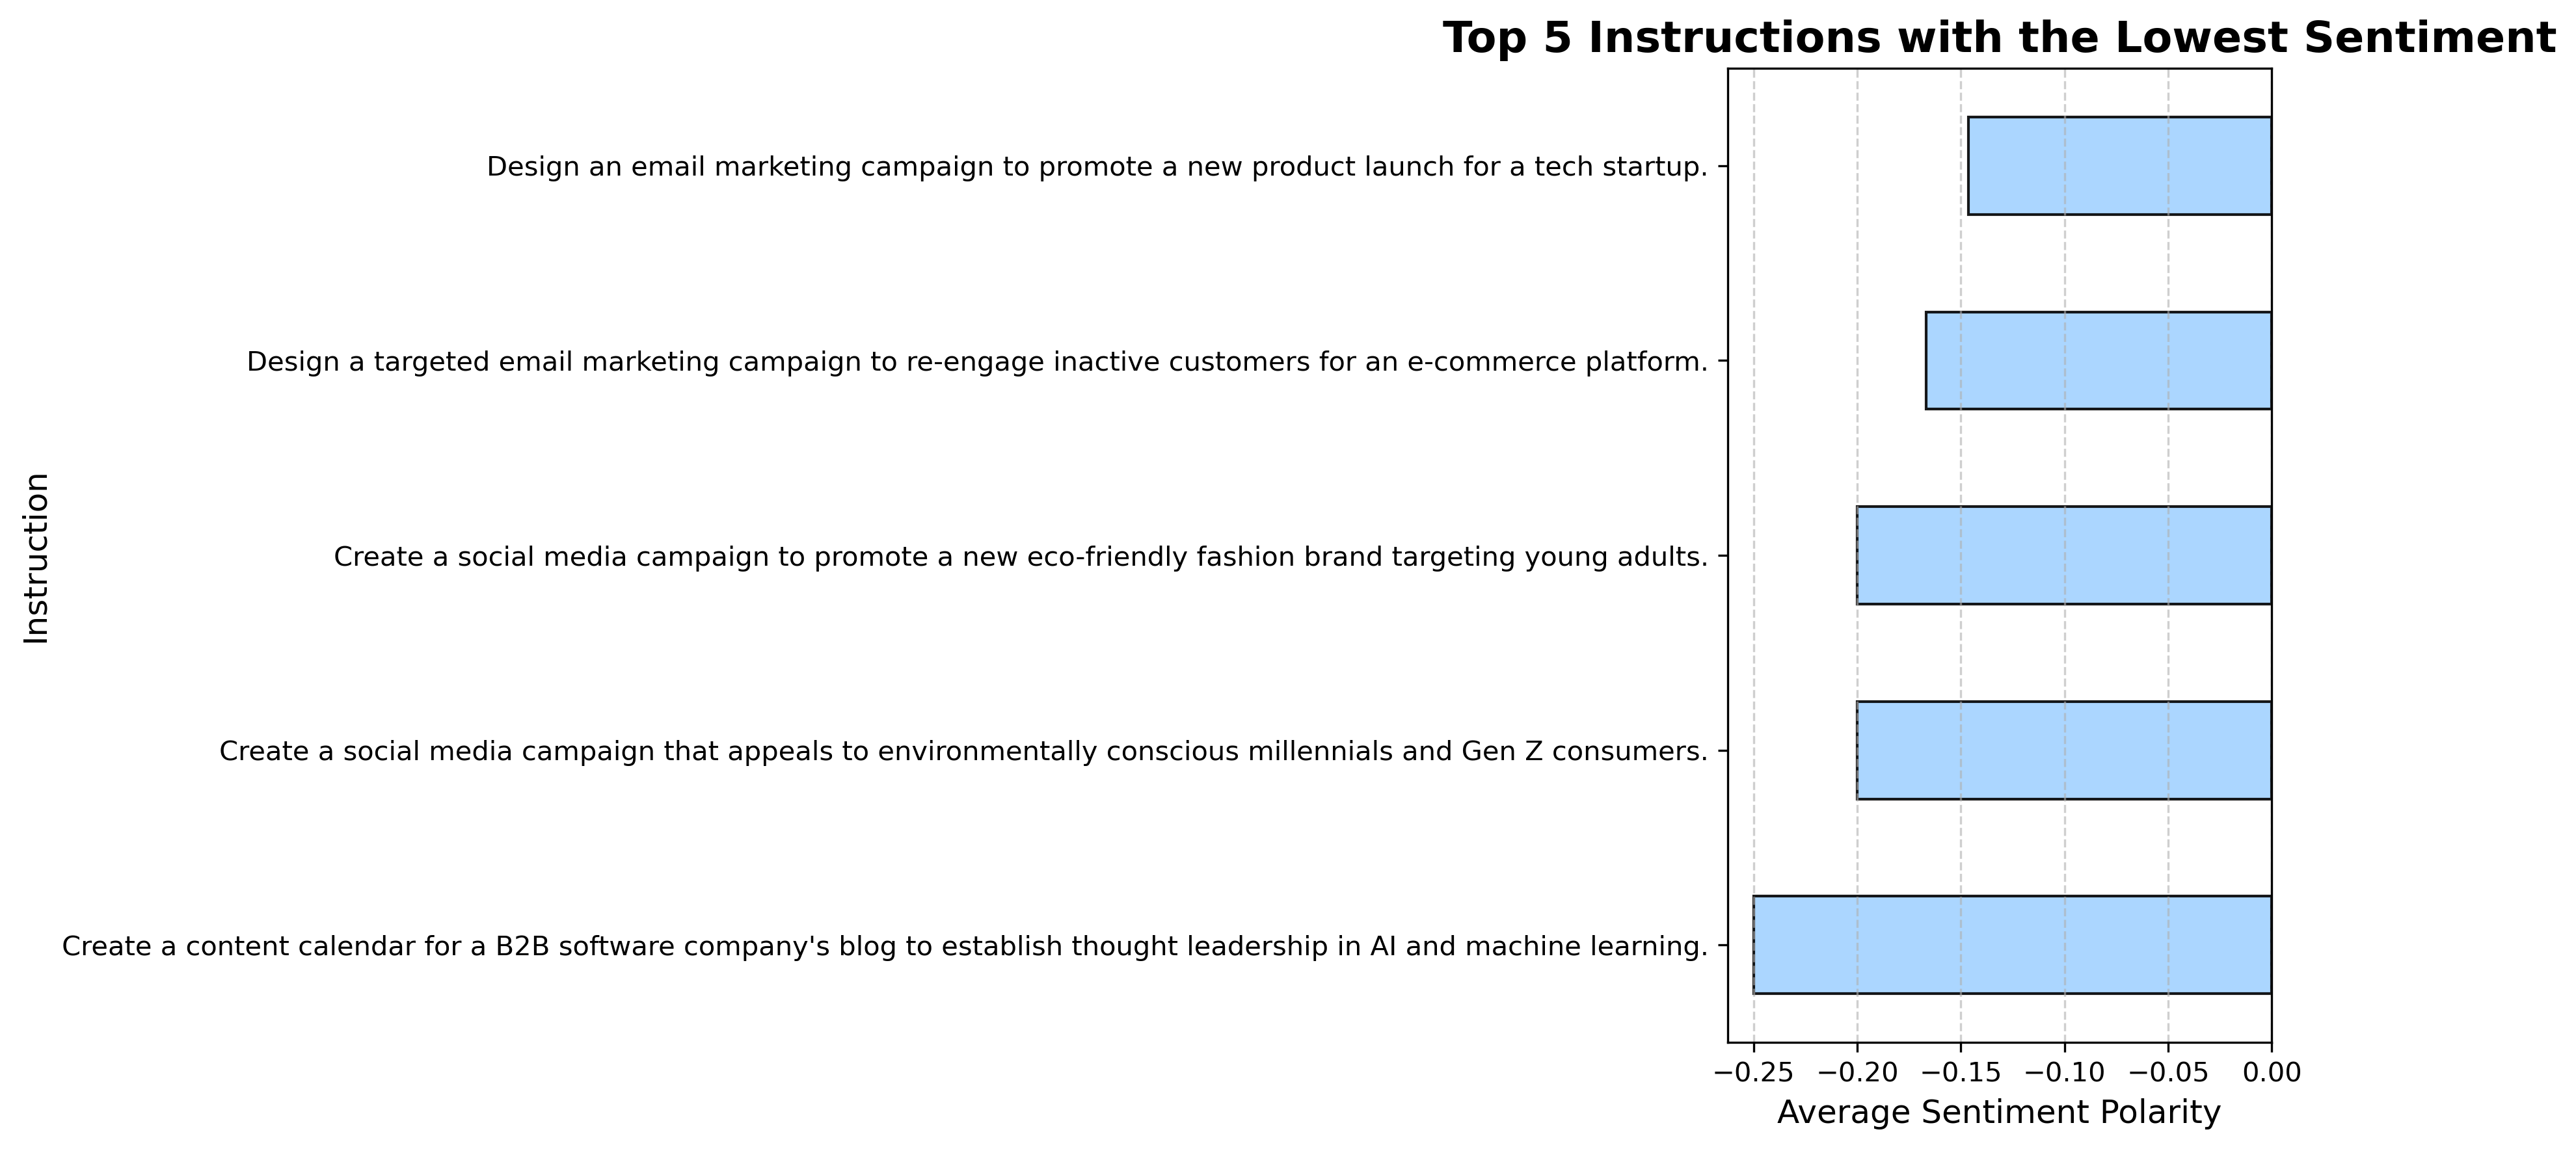 Top 5 Instructions with the Lowest Sentiment
Instruction
Design an email marketing campaign to promote a new product launch for a tech startup.
Design a targeted email marketing campaign to re-engage inactive customers for an e-commerce platform.
Create a social media campaign to promote a new eco-friendly fashion brand targeting young adults.
Create a social media campaign that appeals to environmentally conscious millennials and Gen Z consumers.
Create a content calendar for a B2B software company's blog to establish thought leadership in AI and machine learning.
−0.25 −0.20 −0.15 −0.10 −0.05 0.00
Average Sentiment Polarity